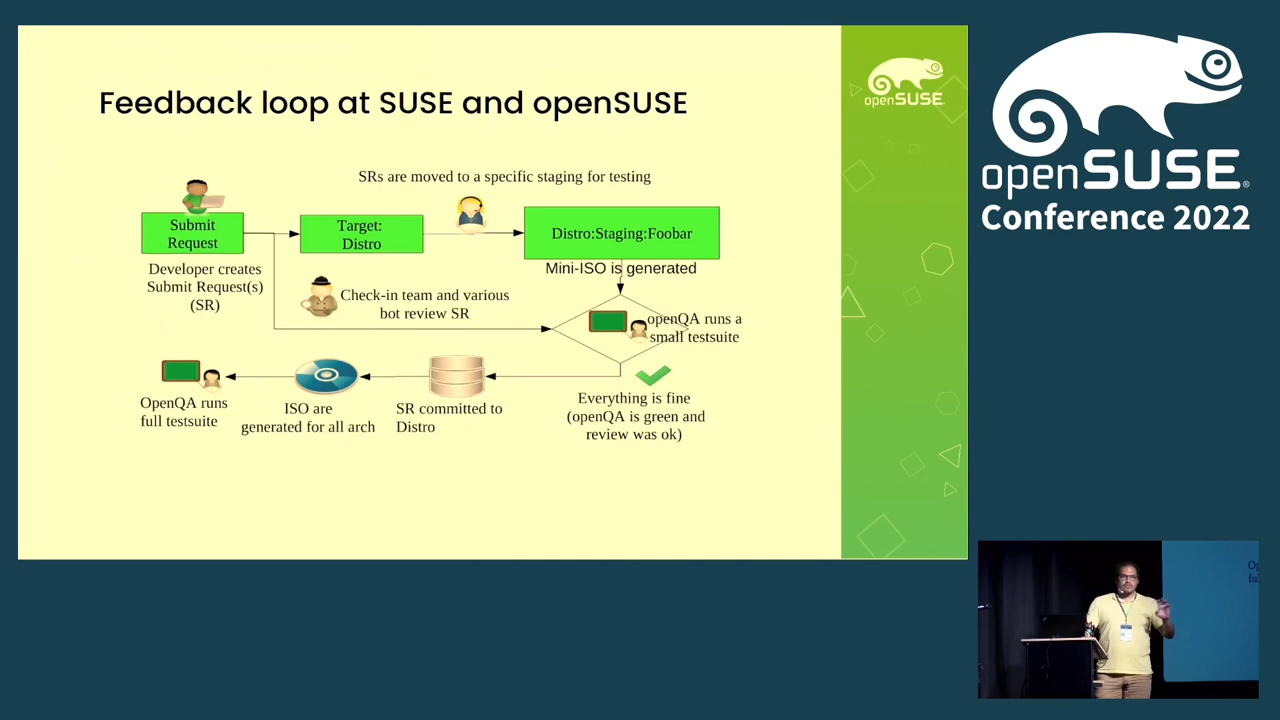 Feedback loop at SUSE and openSUSE
openSUSE
SRs are moved to a specific staging for testing
Submit
Request
Target:
Distro
Distro:Staging:Foobar
Developer creates
Submit Request(s)
(SR)
Mini-ISO is generated
Check-in team and various
bot review SR
openQA runs a
small testsuite
OpenQA runs
full testsuite
ISO are
generated for all arch
SR committed to
Distro
Everything is fine
(openQA is green and
review was ok)
openSUSE®
Conference 2022